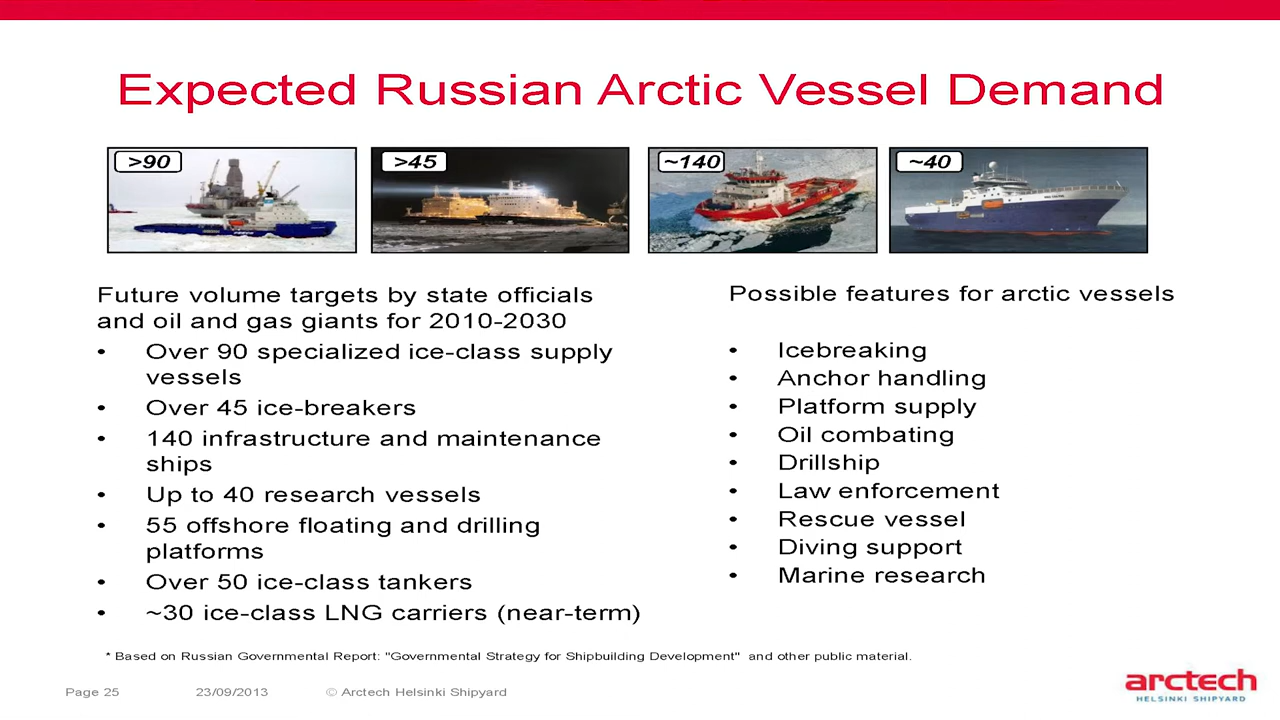 Expected Russian Arctic Vessel Demand
>90
>45
~140
~40
Future volume targets by state officials
and oil and gas giants for 2010-2030
• Over 90 specialized ice-class supply
vessels
• Over 45 ice-breakers
• 140 infrastructure and maintenance
ships
• Up to 40 research vessels
• 55 offshore floating and drilling
platforms
• Over 50 ice-class tankers
• ~30 ice-class LNG carriers (near-term)
Possible features for arctic vessels
• Icebreaking
• Anchor handling
• Platform supply
• Oil combating
• Drillship
• Law enforcement
• Rescue vessel
• Diving support
• Marine research
* Based on Russian Governmental Report: "Governmental Strategy for Shipbuilding Development" and other public material.
Page 25 23/09/2013 © Arctech Helsinki Shipyard
arctech
HELSINKI SHIPYARD